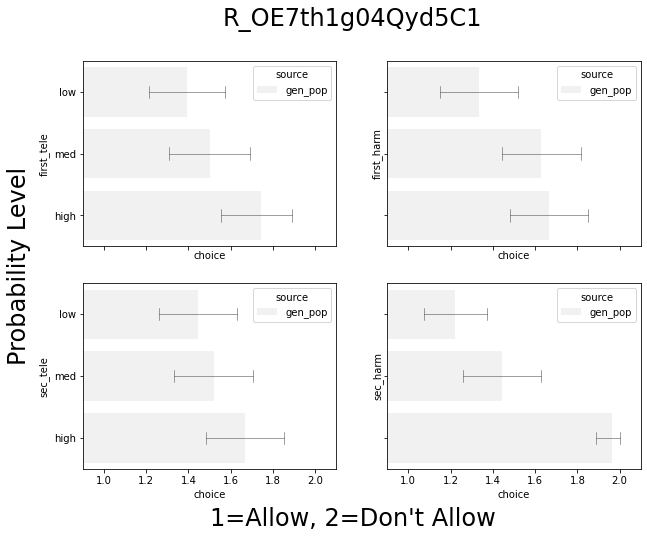 R_OE7th1g04Qyd5C1
source
gen_pop
low
med
high
first_tele
choice
source
gen_pop
first_harm
choice
Probability Level
source
gen_pop
low
med
high
sec_tele
1.0 1.2 1.4 1.6 1.8 2.0
choice
source
gen_pop
sec_harm
1.0 1.2 1.4 1.6 1.8 2.0
choice
1=Allow, 2=Don't Allow